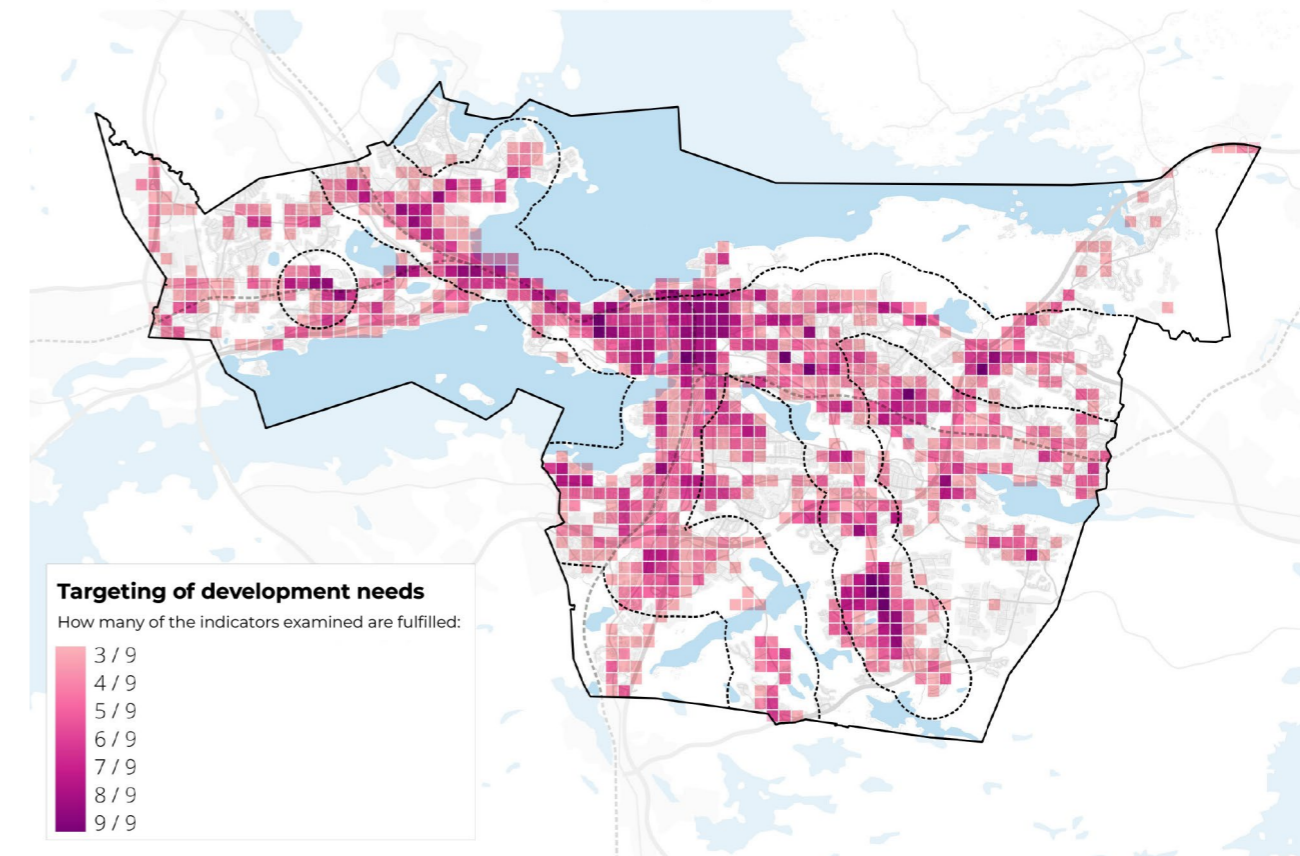 Targeting of development needs
How many of the indicators examined are fulfilled:
3 / 9
4 / 9
5 / 9
6 / 9
7 / 9
8 / 9
9 / 9